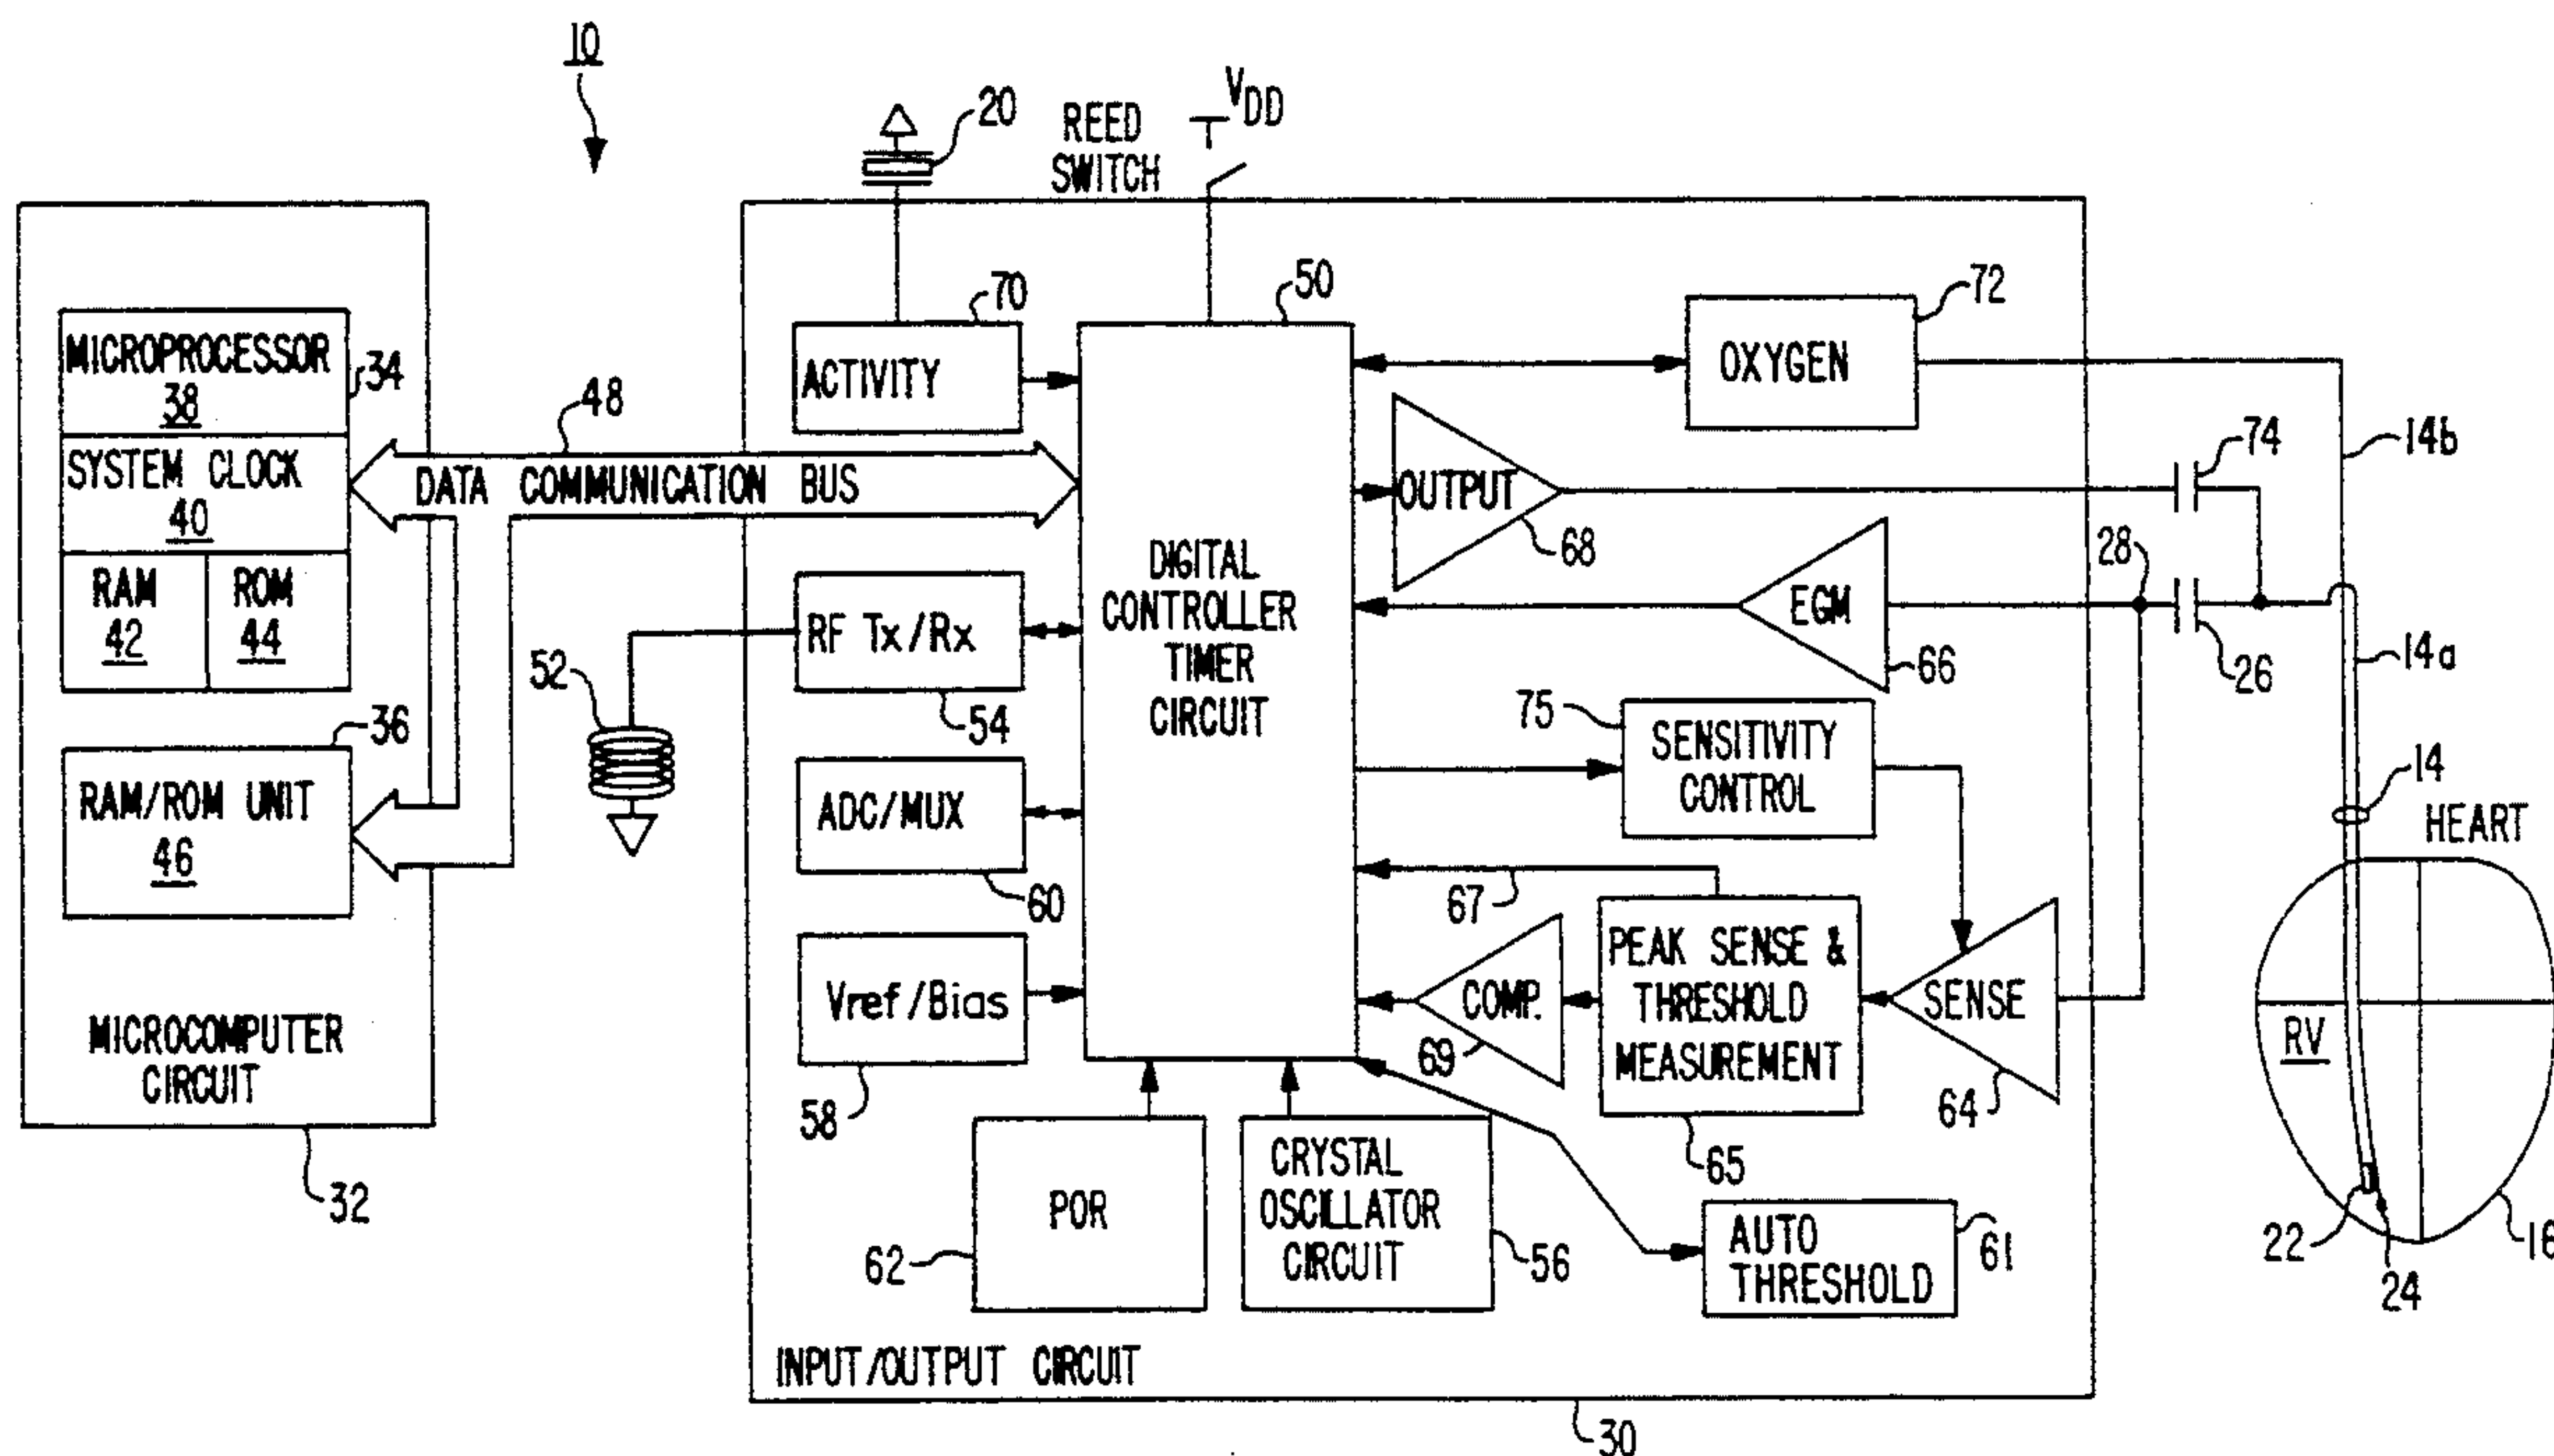 10
20
REED
SWITCH
VDD
MICROPROCESSOR
38
34
SYSTEM CLOCK
40
RAM
42
ROM
44
36
RAM/ROM UNIT
46
MICROCOMPUTER
CIRCUIT
32
48
DATA COMMUNICATION BUS
52
70
ACTIVITY
RF Tx/Rx
54
ADC/MUX
60
Vref/Bias
58
50
DIGITAL
CONTROLLER
TIMER
CIRCUIT
POR
62
CRYSTAL
OSCILLATOR
CIRCUIT
56
72
OXYGEN
OUTPUT
68
EGM
66
75
SENSITIVITY
CONTROL
67
COMP.
69
PEAK SENSE &
THRESHOLD
MEASUREMENT
65
SENSE
64
AUTO
THRESHOLD
61
INPUT/OUTPUT CIRCUIT
30
74
14b
28
26
14a
14
HEART
RV
22
24
16